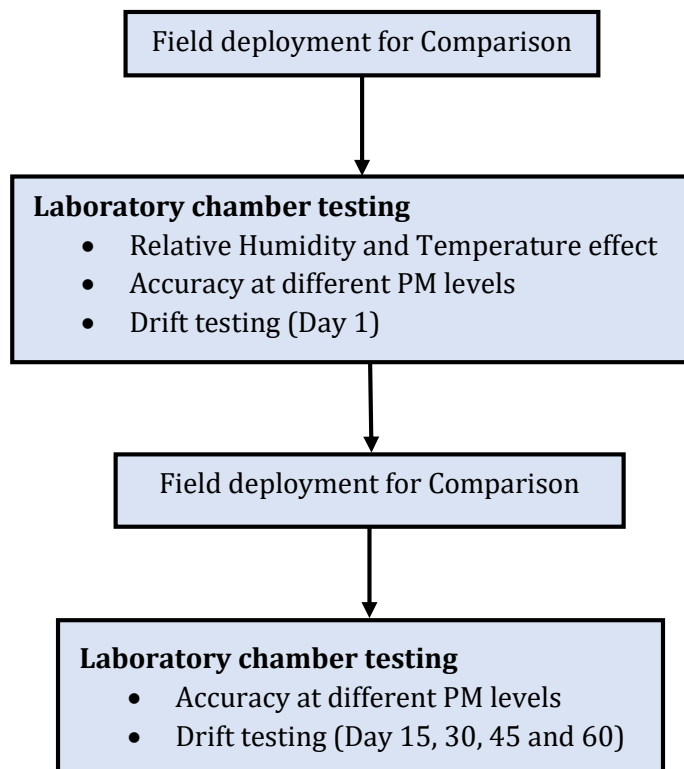 Field deployment for Comparison
Laboratory chamber testing
• Relative Humidity and Temperature effect
• Accuracy at different PM levels
• Drift testing (Day 1)
Field deployment for Comparison
Laboratory chamber testing
• Accuracy at different PM levels
• Drift testing (Day 15, 30, 45 and 60)